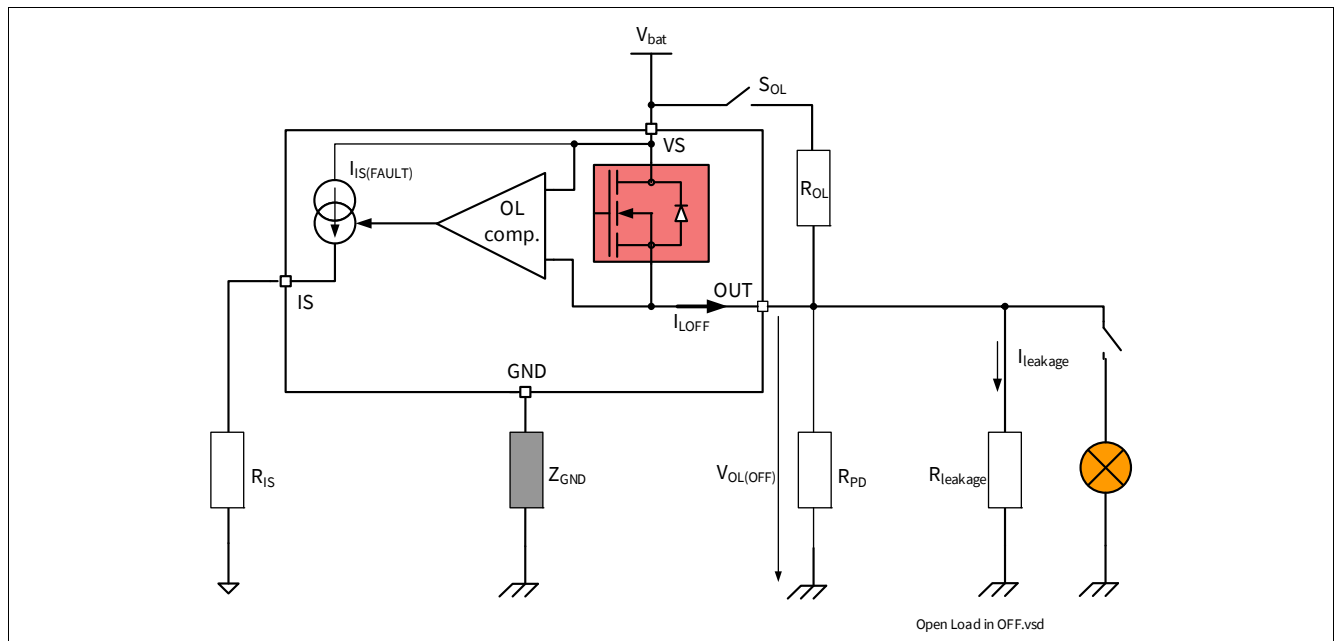 Vbat
SOL
VS
IIS(FAULT)
ROL
OL
comp.
OUT
IS
ILOFF
GND
Ileakage
RIS
ZGND
VOL(OFF)
RPD
Rleakage
Open Load in OFF.vsd